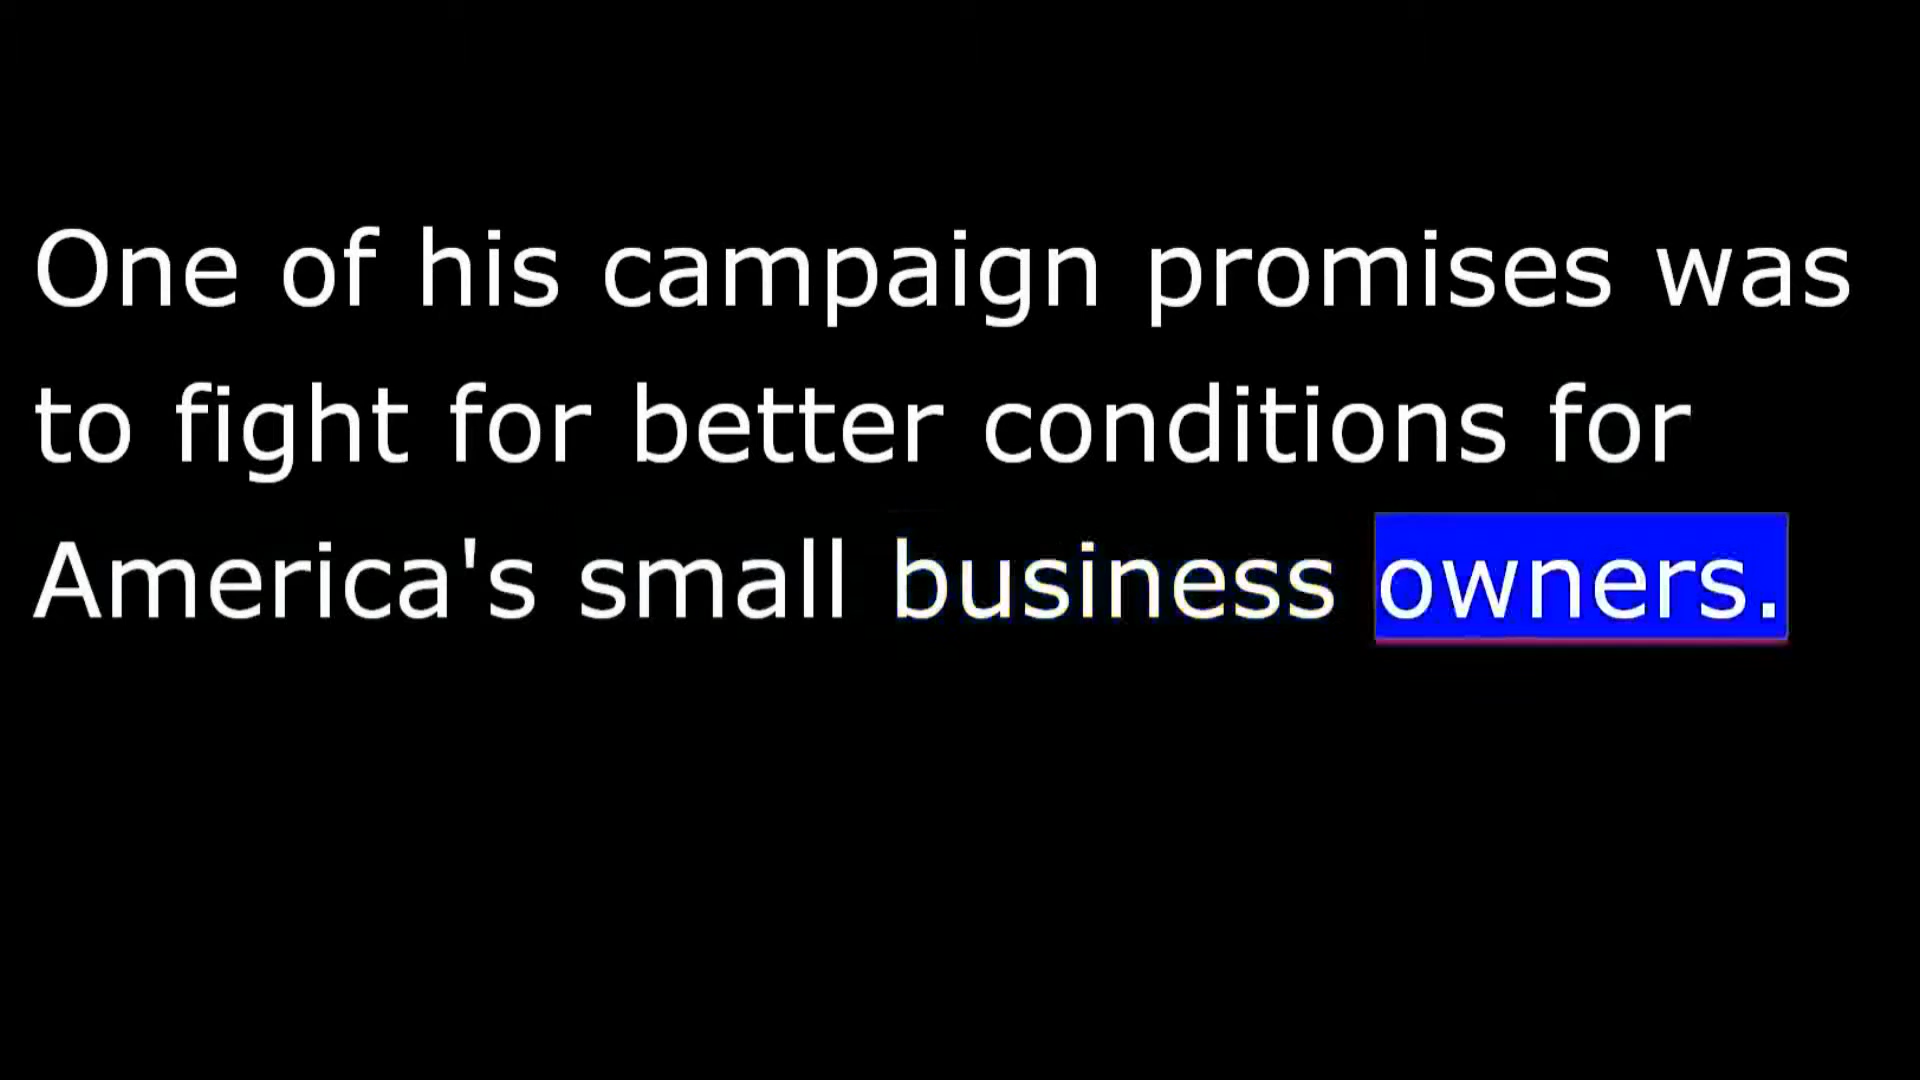 One of his campaign promises was
to fight for better conditions for
America's small business owners.